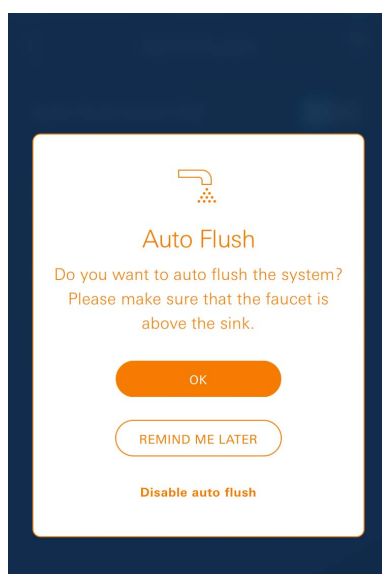 Auto Flush
Do you want to auto flush the system?
Please make sure that the faucet is
above the sink.
OK
REMIND ME LATER
Disable auto flush